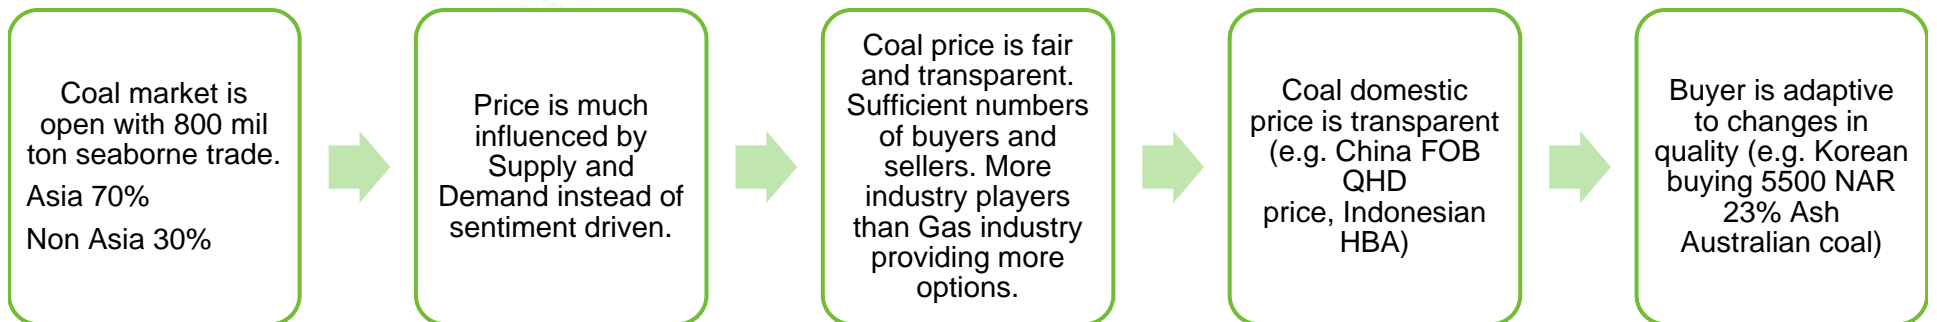 Coal market is
open with 800 mil
ton seaborne trade.
Asia 70%
Non Asia 30%
Price is much
influenced by
Supply and
Demand instead of
sentiment driven.
Coal price is fair
and transparent.
Sufficient numbers
of buyers and
sellers. More
industry players
than Gas industry
providing more
options.
Coal domestic
price is transparent
(e.g. China FOB
QHD
price, Indonesian
HBA)
Buyer is adaptive
to changes in
quality (e.g. Korean
buying 5500 NAR
23% Ash
Australian coal)